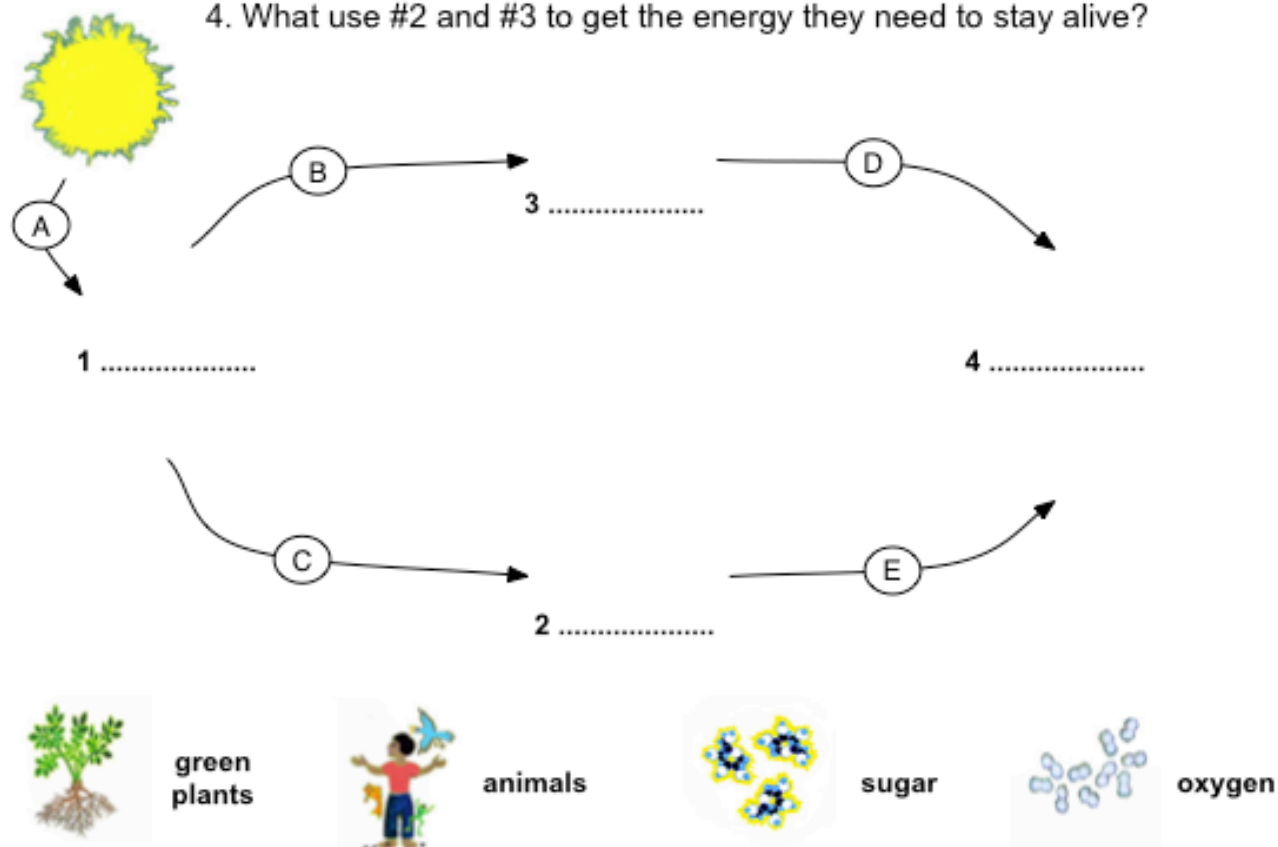 4. What use #2 and #3 to get the energy they need to stay alive?
B
D
A
3 ....................
1 ....................
4 ....................
C
E
2 ....................
green
plants
animals
sugar
oxygen